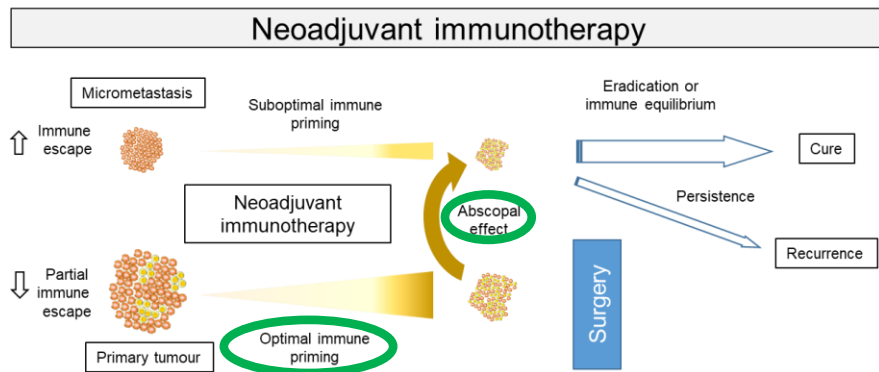 Neoadjuvant immunotherapy
Micrometastasis
Immune
escape
Suboptimal immune
priming
Eradication or
immune equilibrium
Cure
Neoadjuvant
immunotherapy
Abscopal
effect
Persistence
Recurrence
Partial
immune
escape
Primary tumour
Optimal immune
priming
Surgery